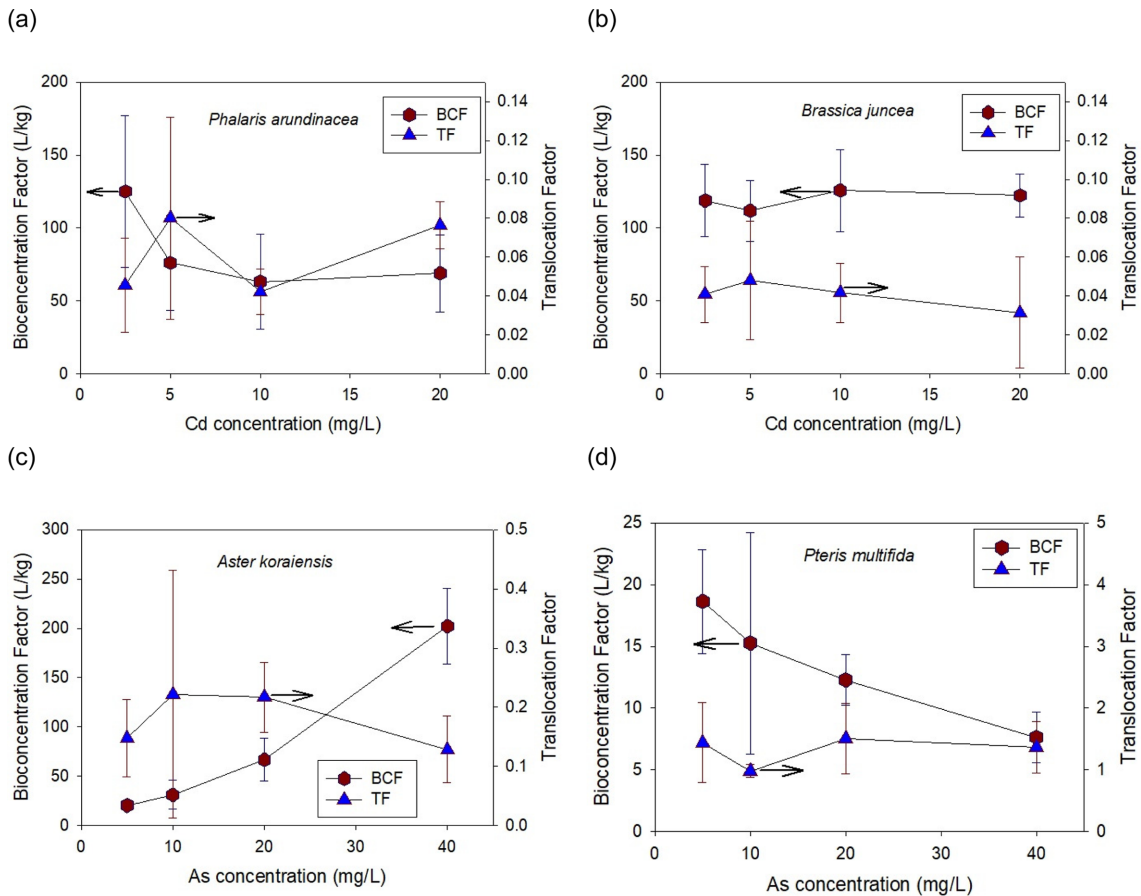 (a)
Phalaris arundinacea
BCF
TF
Bioconcentration Factor (L/kg)
200
150
100
50
0
Translocation Factor
0.14
0.12
0.10
0.08
0.06
0.04
0.02
0.00
0 5 10 15 20
Cd concentration (mg/L)
(b)
Brassica juncea
BCF
TF
Bioconcentration Factor (L/kg)
200
150
100
50
0
Translocation Factor
0.14
0.12
0.10
0.08
0.06
0.04
0.02
0.00
0 5 10 15 20
Cd concentration (mg/L)
(c)
Aster koraiensis
BCF
TF
Bioconcentration Factor (L/kg)
300
250
200
150
100
50
0
Translocation Factor
0.5
0.4
0.3
0.2
0.1
0.0
0 10 20 30 40
As concentration (mg/L)
(d)
Pteris multifida
BCF
TF
Bioconcentration Factor (L/kg)
25
20
15
10
5
0
Translocation Factor
5
4
3
2
1
0
0 10 20 30 40
As concentration (mg/L)